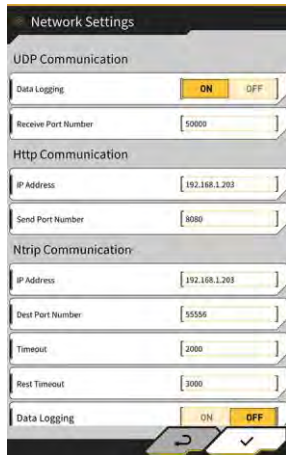 Network Settings
UDP Communication
Data Logging ON OFF
Receive Port Number 50000
Http Communication
IP Address 192.168.1.203
Send Port Number 8080
Ntrip Communication
IP Address 192.168.1.203
Dest Port Number 55556
Timeout 2000
Rest Timeout 3000
Data Logging ON OFF